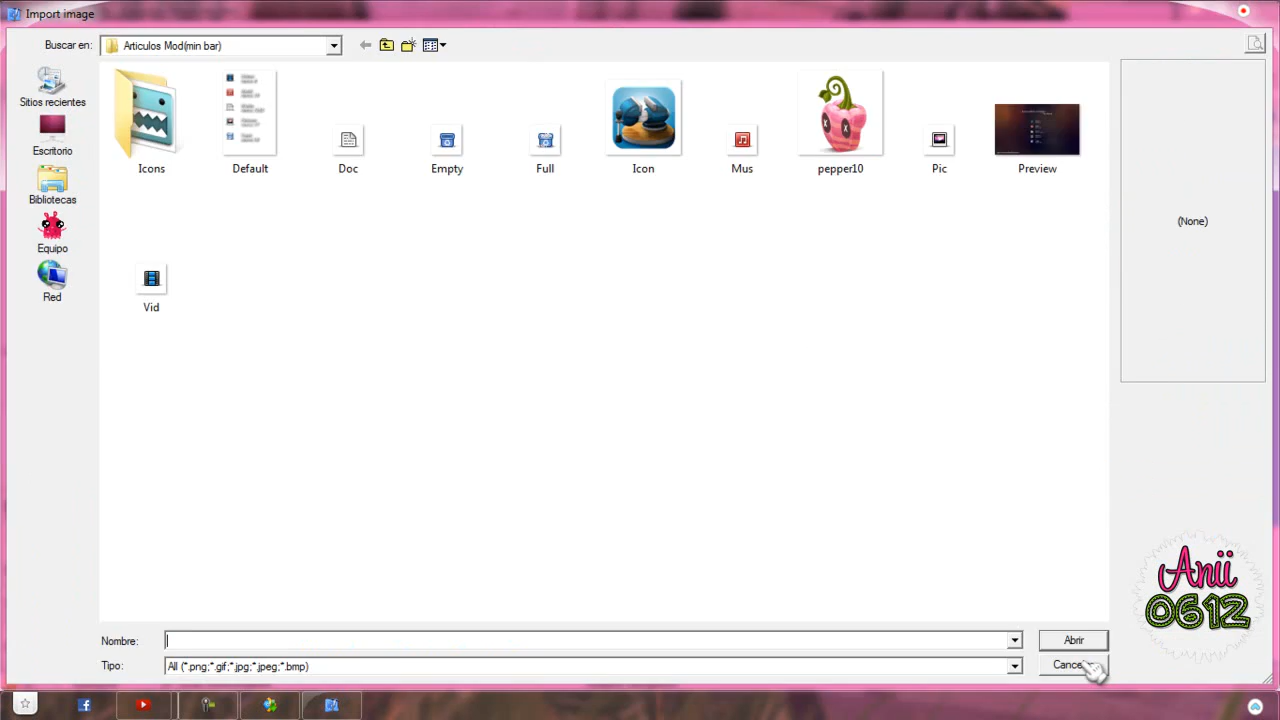 Import image
Buscar en:
Articulos Mod(min bar)
Sitios recientes
Escritorio
Bibliotecas
Equipo
Red
Icons
Default
Doc
Empty
Full
Icon
Mus
pepper10
Pic
Preview
Vid
(None)
Anii
0612
Nombre:
Abrir
Tipo:
All (*.png;*.gif;*.jpg;*.jpeg;*.bmp)
Cancel